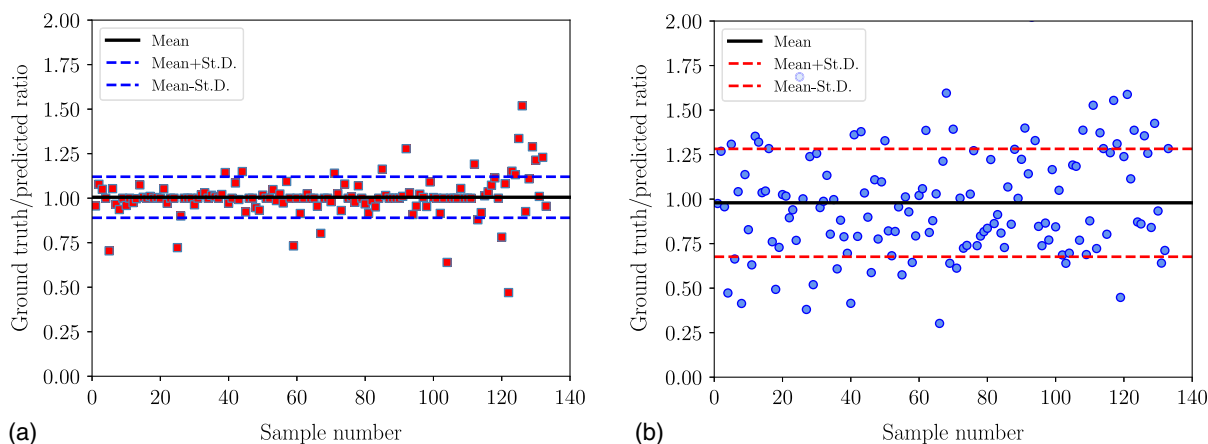 2.00
1.75
1.50
1.25
1.00
0.75
0.50
0.25
0.00
Ground truth/predicted ratio
Mean
Mean+St.D.
Mean-St.D.
0 20 40 60 80 100 120 140
Sample number
(a)
2.00
1.75
1.50
1.25
1.00
0.75
0.50
0.25
0.00
Ground truth/predicted ratio
Mean
Mean+St.D.
Mean-St.D.
0 20 40 60 80 100 120 140
Sample number
(b)